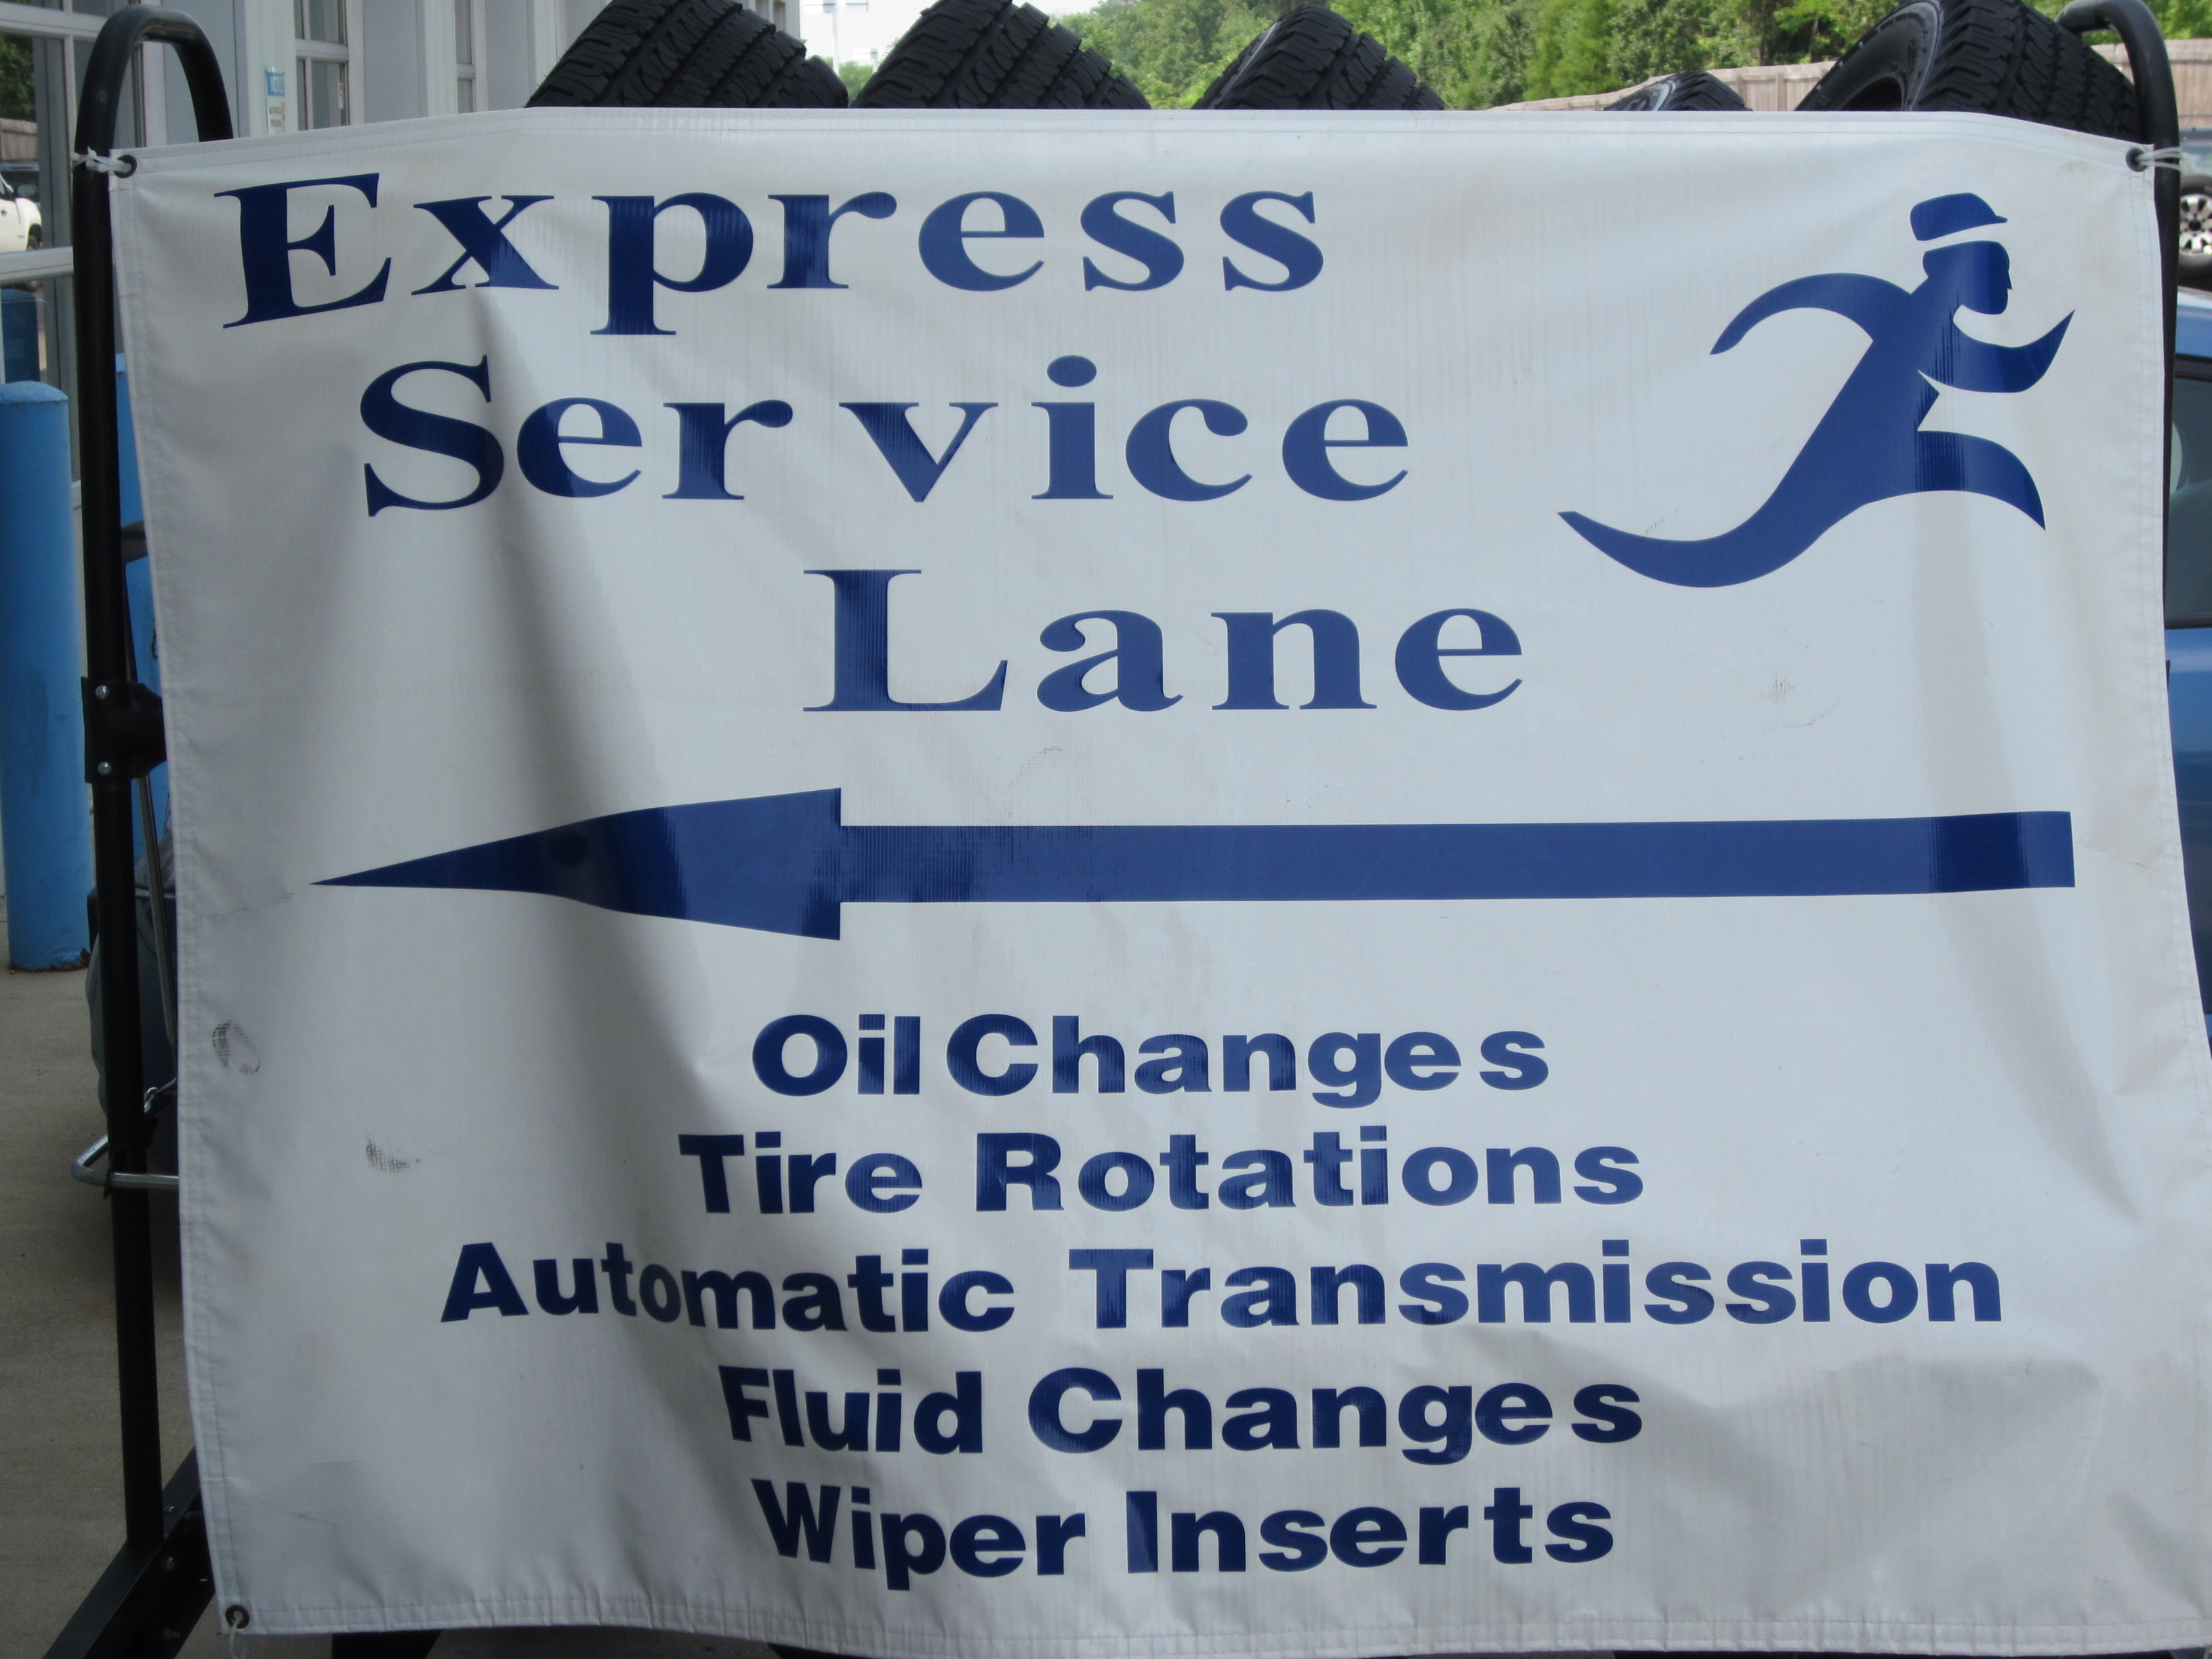 Express
Service
Lane
Oil Changes
Tire Rotations
Automatic Transmission
Fluid Changes
Wiper Inserts